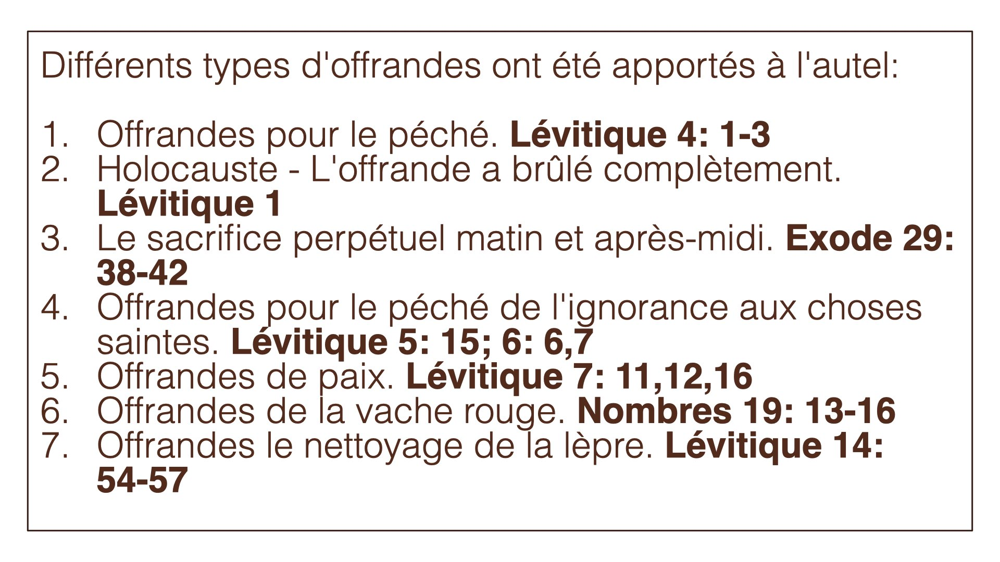 Différents types d'offrandes ont été apportés à l'autel:
1. Offrandes pour le péché. Lévitique 4: 1-3
2. Holocauste - L'offrande a brûlé complètement.
Lévitique 1
3. Le sacrifice perpétuel matin et après-midi. Exode 29:
38-42
4. Offrandes pour le péché de l'ignorance aux choses
saintes. Lévitique 5: 15; 6: 6,7
5. Offrandes de paix. Lévitique 7: 11,12,16
6. Offrandes de la vache rouge. Nombres 19: 13-16
7. Offrandes le nettoyage de la lèpre. Lévitique 14:
54-57